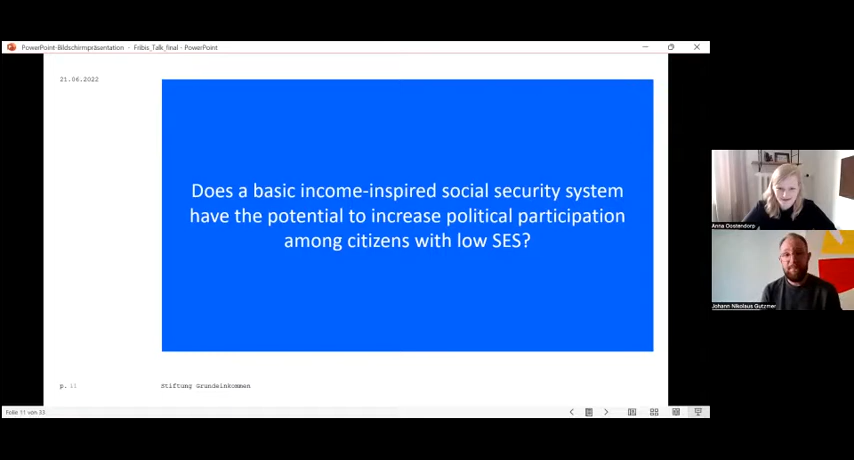 PowerPoint-Bildschirmpräsentation - Fribis_Talk_final - PowerPoint
21.06.2022
Does a basic income-inspired social security system
have the potential to increase political participation
among citizens with low SES?
Anna Oostendorp
Johann Nikolaus Gutzmer
p. 11
Stiftung Grundeinkommen
Folie 11 von 33